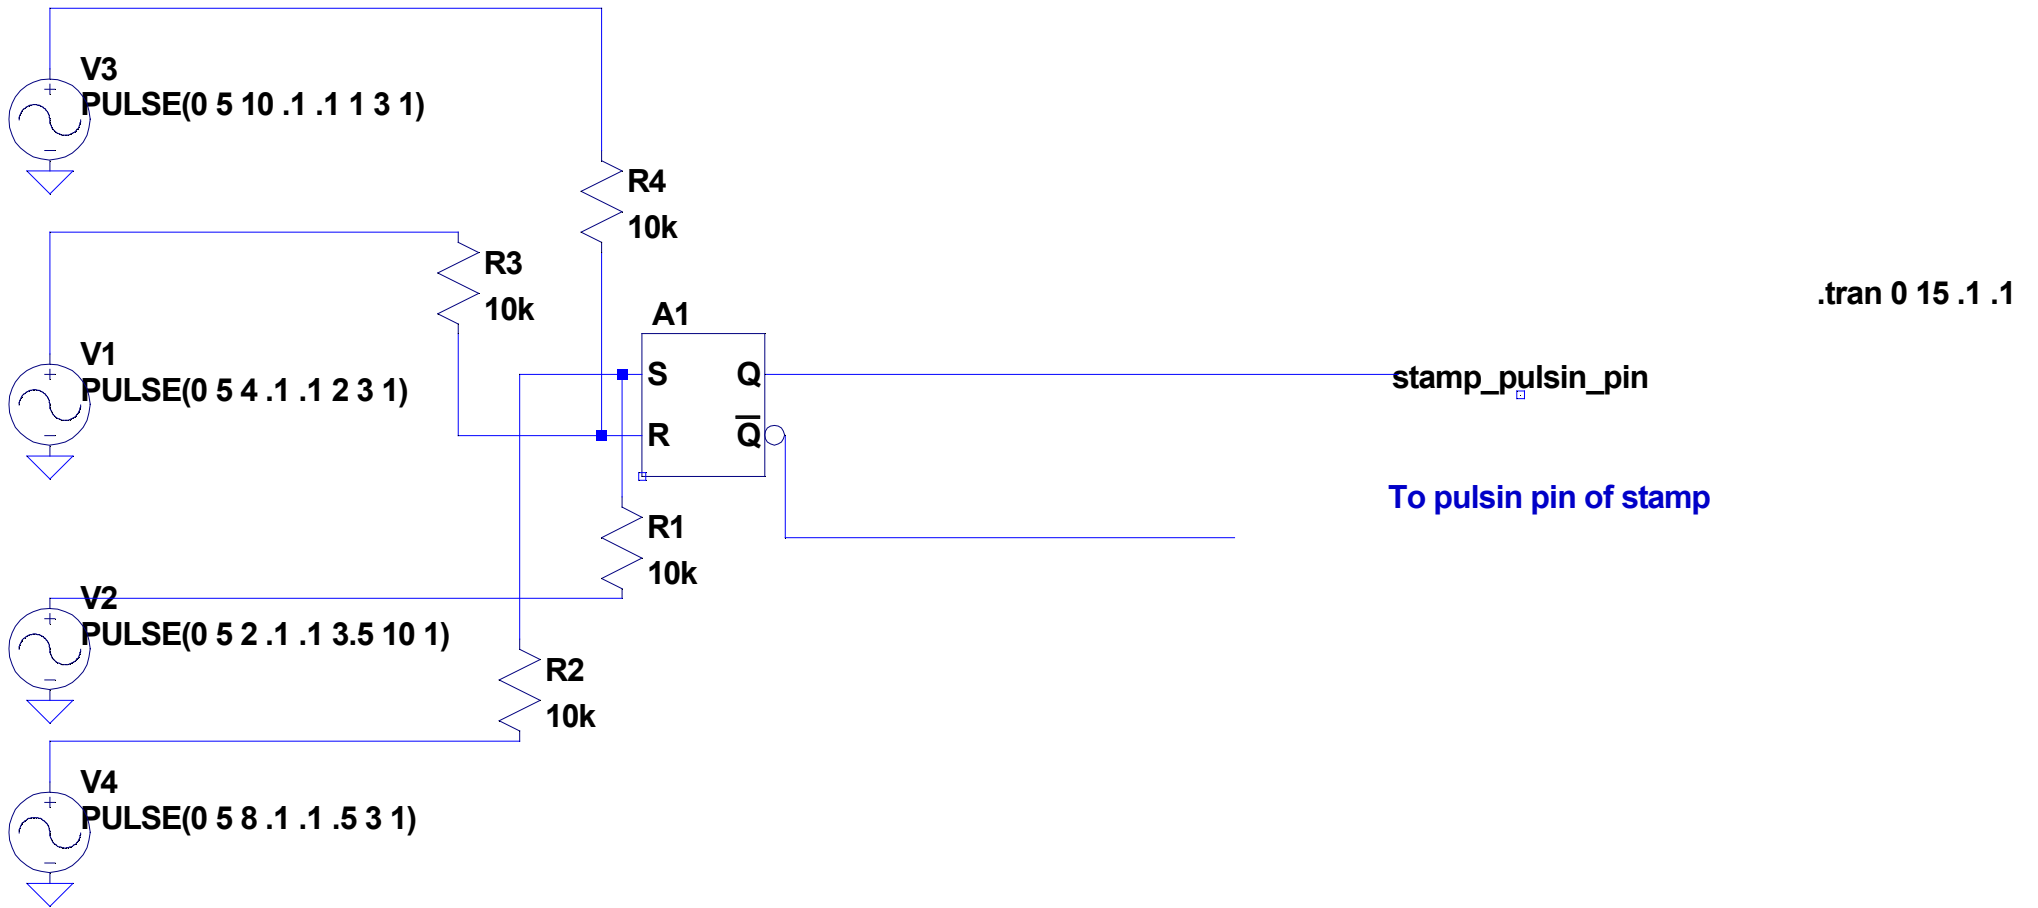 V3
PULSE(0 5 10 .1 .1 1 3 1)
R4
10k
R3
10k
.tran 0 15 .1 .1
A1
V1
PULSE(0 5 4 .1 .1 2 3 1)
S
Q
stamp_pulsin_pin
R
Q̅
To pulsin pin of stamp
R1
10k
V2
PULSE(0 5 2 .1 .1 3.5 10 1)
R2
10k
V4
PULSE(0 5 8 .1 .1 .5 3 1)